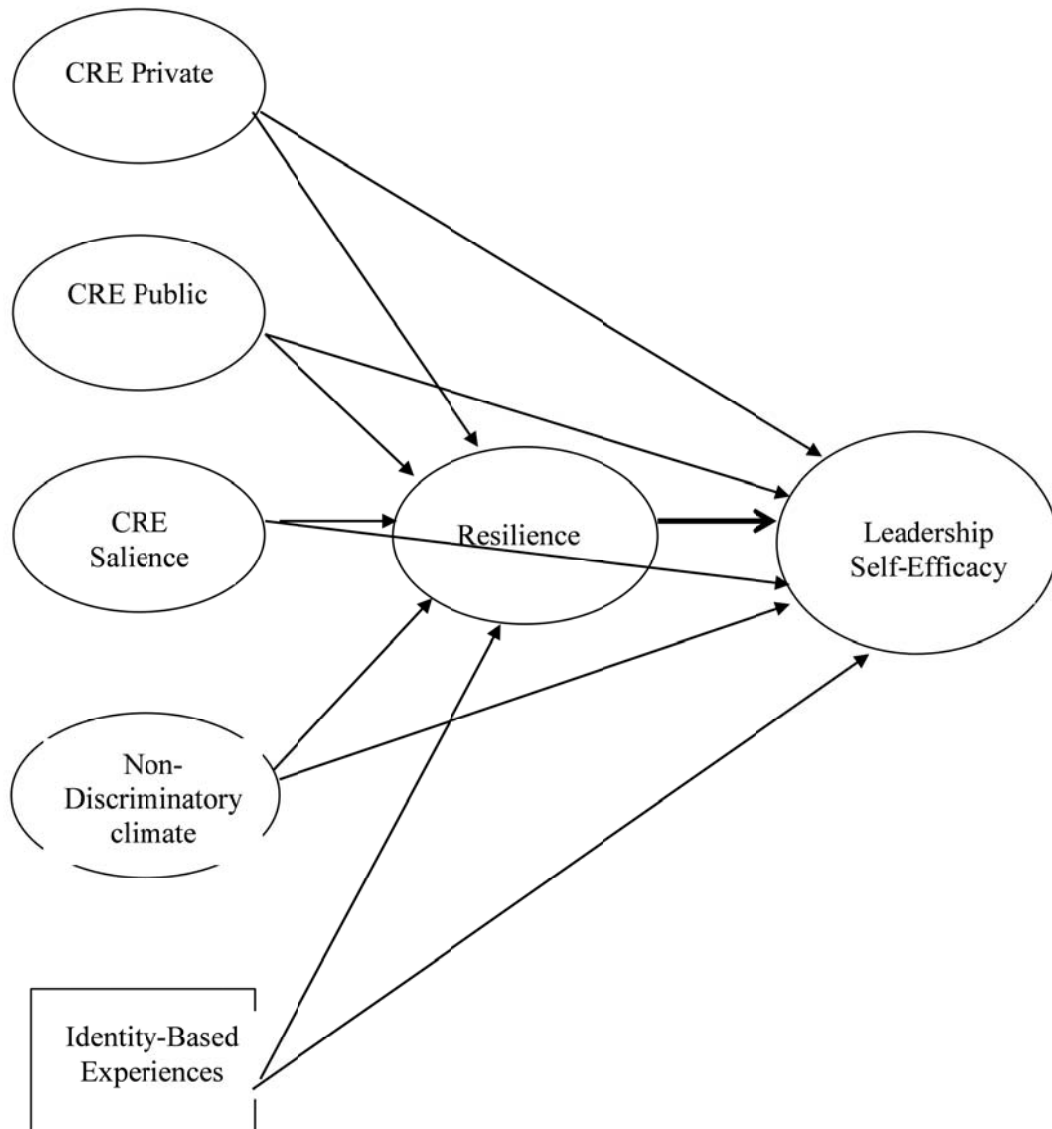 CRE Private
CRE Public
CRE
Salience
Resilience
Leadership
Self-Efficacy
Non-
Discriminatory
climate
Identity-Based
Experiences